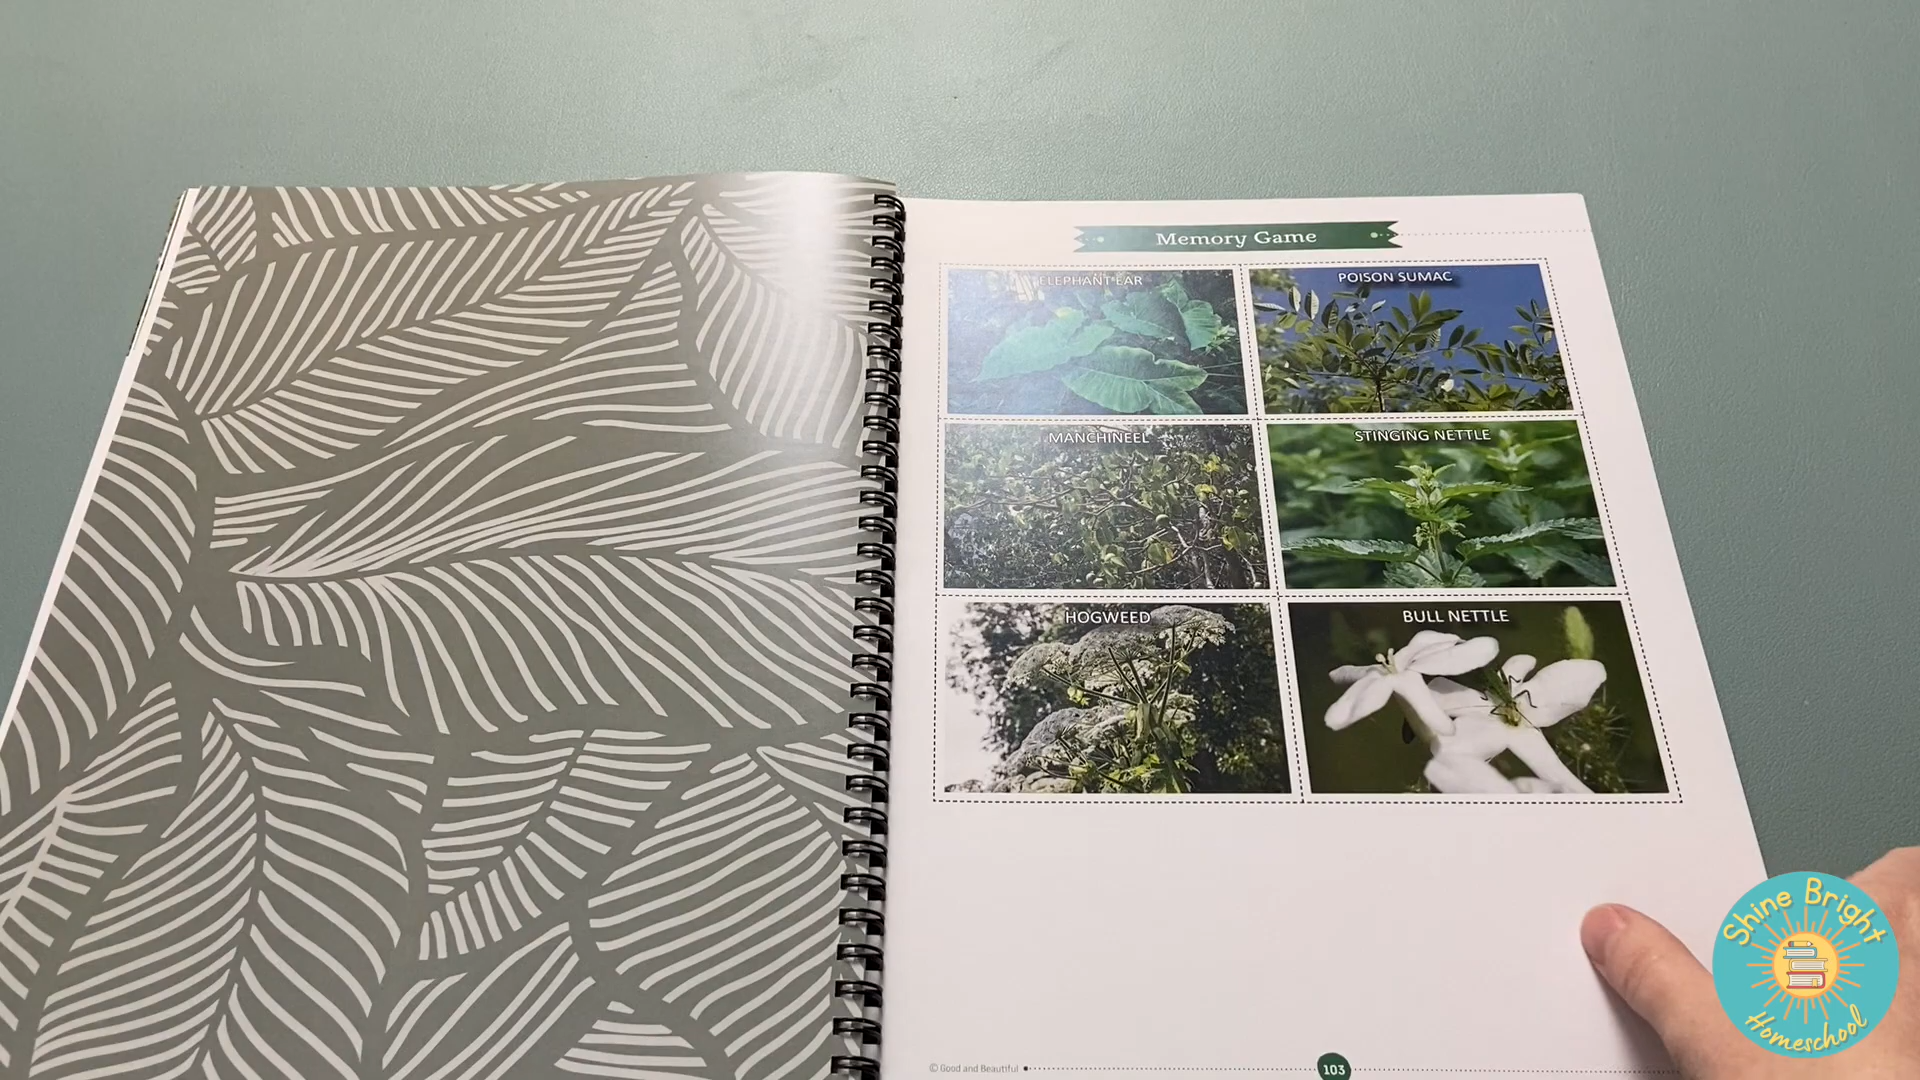 Memory Game
ELEPHANT EAR
POISON SUMAC
MANCHINEEL
STINGING NETTLE
HOGWEED
BULL NETTLE
© Good and Beautiful
103
Shine Bright
Homeschool